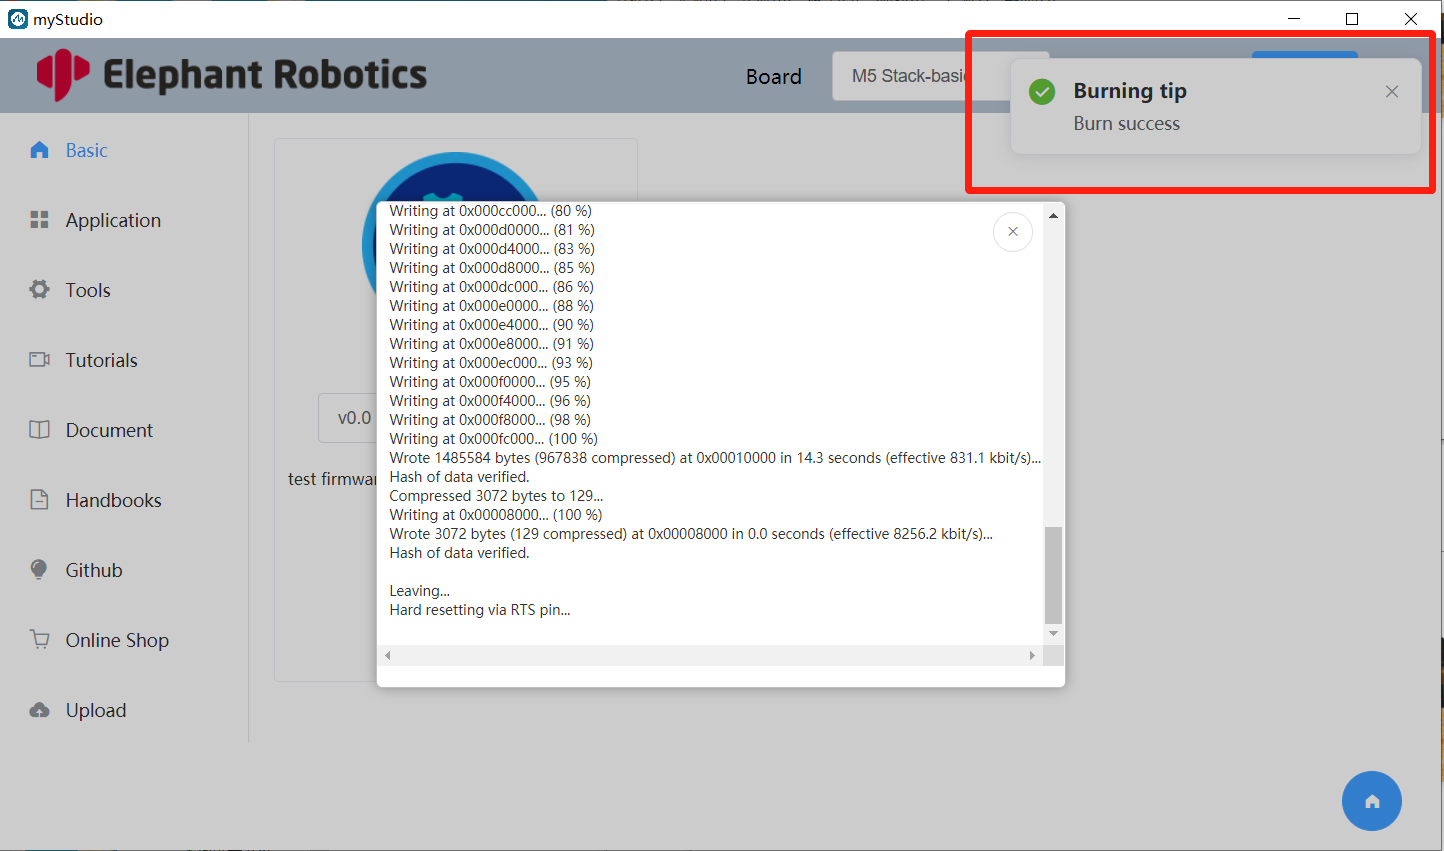 myStudio
Elephant Robotics
Board
M5 Stack-basic
Burning tip
Burn success
Basic
Application
Tools
Tutorials
Document
Handbooks
Github
Online Shop
Upload
v0.0
test firmwar
Writing at 0x000cc000... (80 %)
Writing at 0x000d0000... (81 %)
Writing at 0x000d4000... (83 %)
Writing at 0x000d8000... (85 %)
Writing at 0x000dc000... (86 %)
Writing at 0x000e0000... (88 %)
Writing at 0x000e4000... (90 %)
Writing at 0x000e8000... (91 %)
Writing at 0x000ec000... (93 %)
Writing at 0x000f0000... (95 %)
Writing at 0x000f4000... (96 %)
Writing at 0x000f8000... (98 %)
Writing at 0x000fc000... (100 %)
Wrote 1485584 bytes (967838 compressed) at 0x00010000 in 14.3 seconds (effective 831.1 kbit/s)...
Hash of data verified.
Compressed 3072 bytes to 129...
Writing at 0x00008000... (100 %)
Wrote 3072 bytes (129 compressed) at 0x00008000 in 0.0 seconds (effective 8256.2 kbit/s)...
Hash of data verified.
Leaving...
Hard resetting via RTS pin...